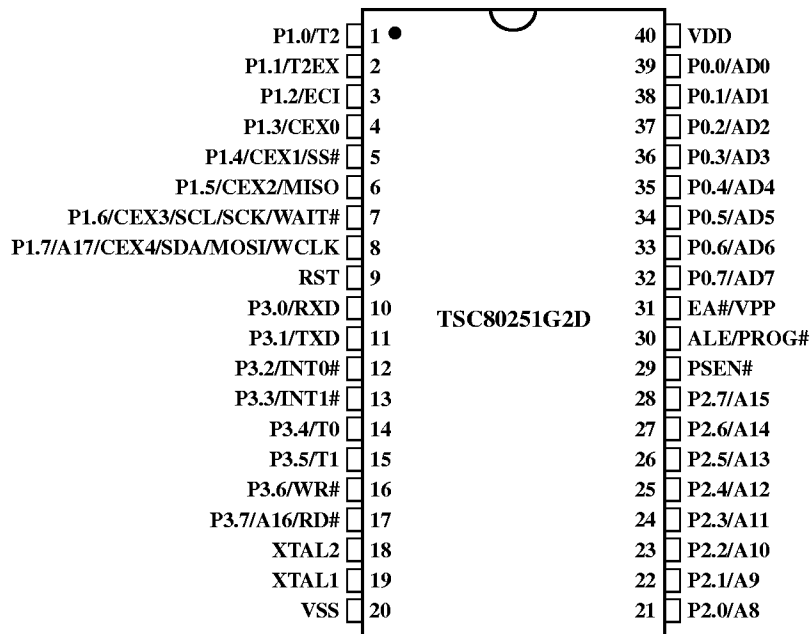 P1.0/T2 1 40 VDD
P1.1/T2EX 2 39 P0.0/AD0
P1.2/ECI 3 38 P0.1/AD1
P1.3/CEX0 4 37 P0.2/AD2
P1.4/CEX1/SS# 5 36 P0.3/AD3
P1.5/CEX2/MISO 6 35 P0.4/AD4
P1.6/CEX3/SCL/SCK/WAIT# 7 34 P0.5/AD5
P1.7/A17/CEX4/SDA/MOSI/WCLK 8 33 P0.6/AD6
RST 9 32 P0.7/AD7
P3.0/RXD 10 31 EA#/VPP
TSC80251G2D
P3.1/TXD 11 30 ALE/PROG#
P3.2/INT0# 12 29 PSEN#
P3.3/INT1# 13 28 P2.7/A15
P3.4/T0 14 27 P2.6/A14
P3.5/T1 15 26 P2.5/A13
P3.6/WR# 16 25 P2.4/A12
P3.7/A16/RD# 17 24 P2.3/A11
XTAL2 18 23 P2.2/A10
XTAL1 19 22 P2.1/A9
VSS 20 21 P2.0/A8